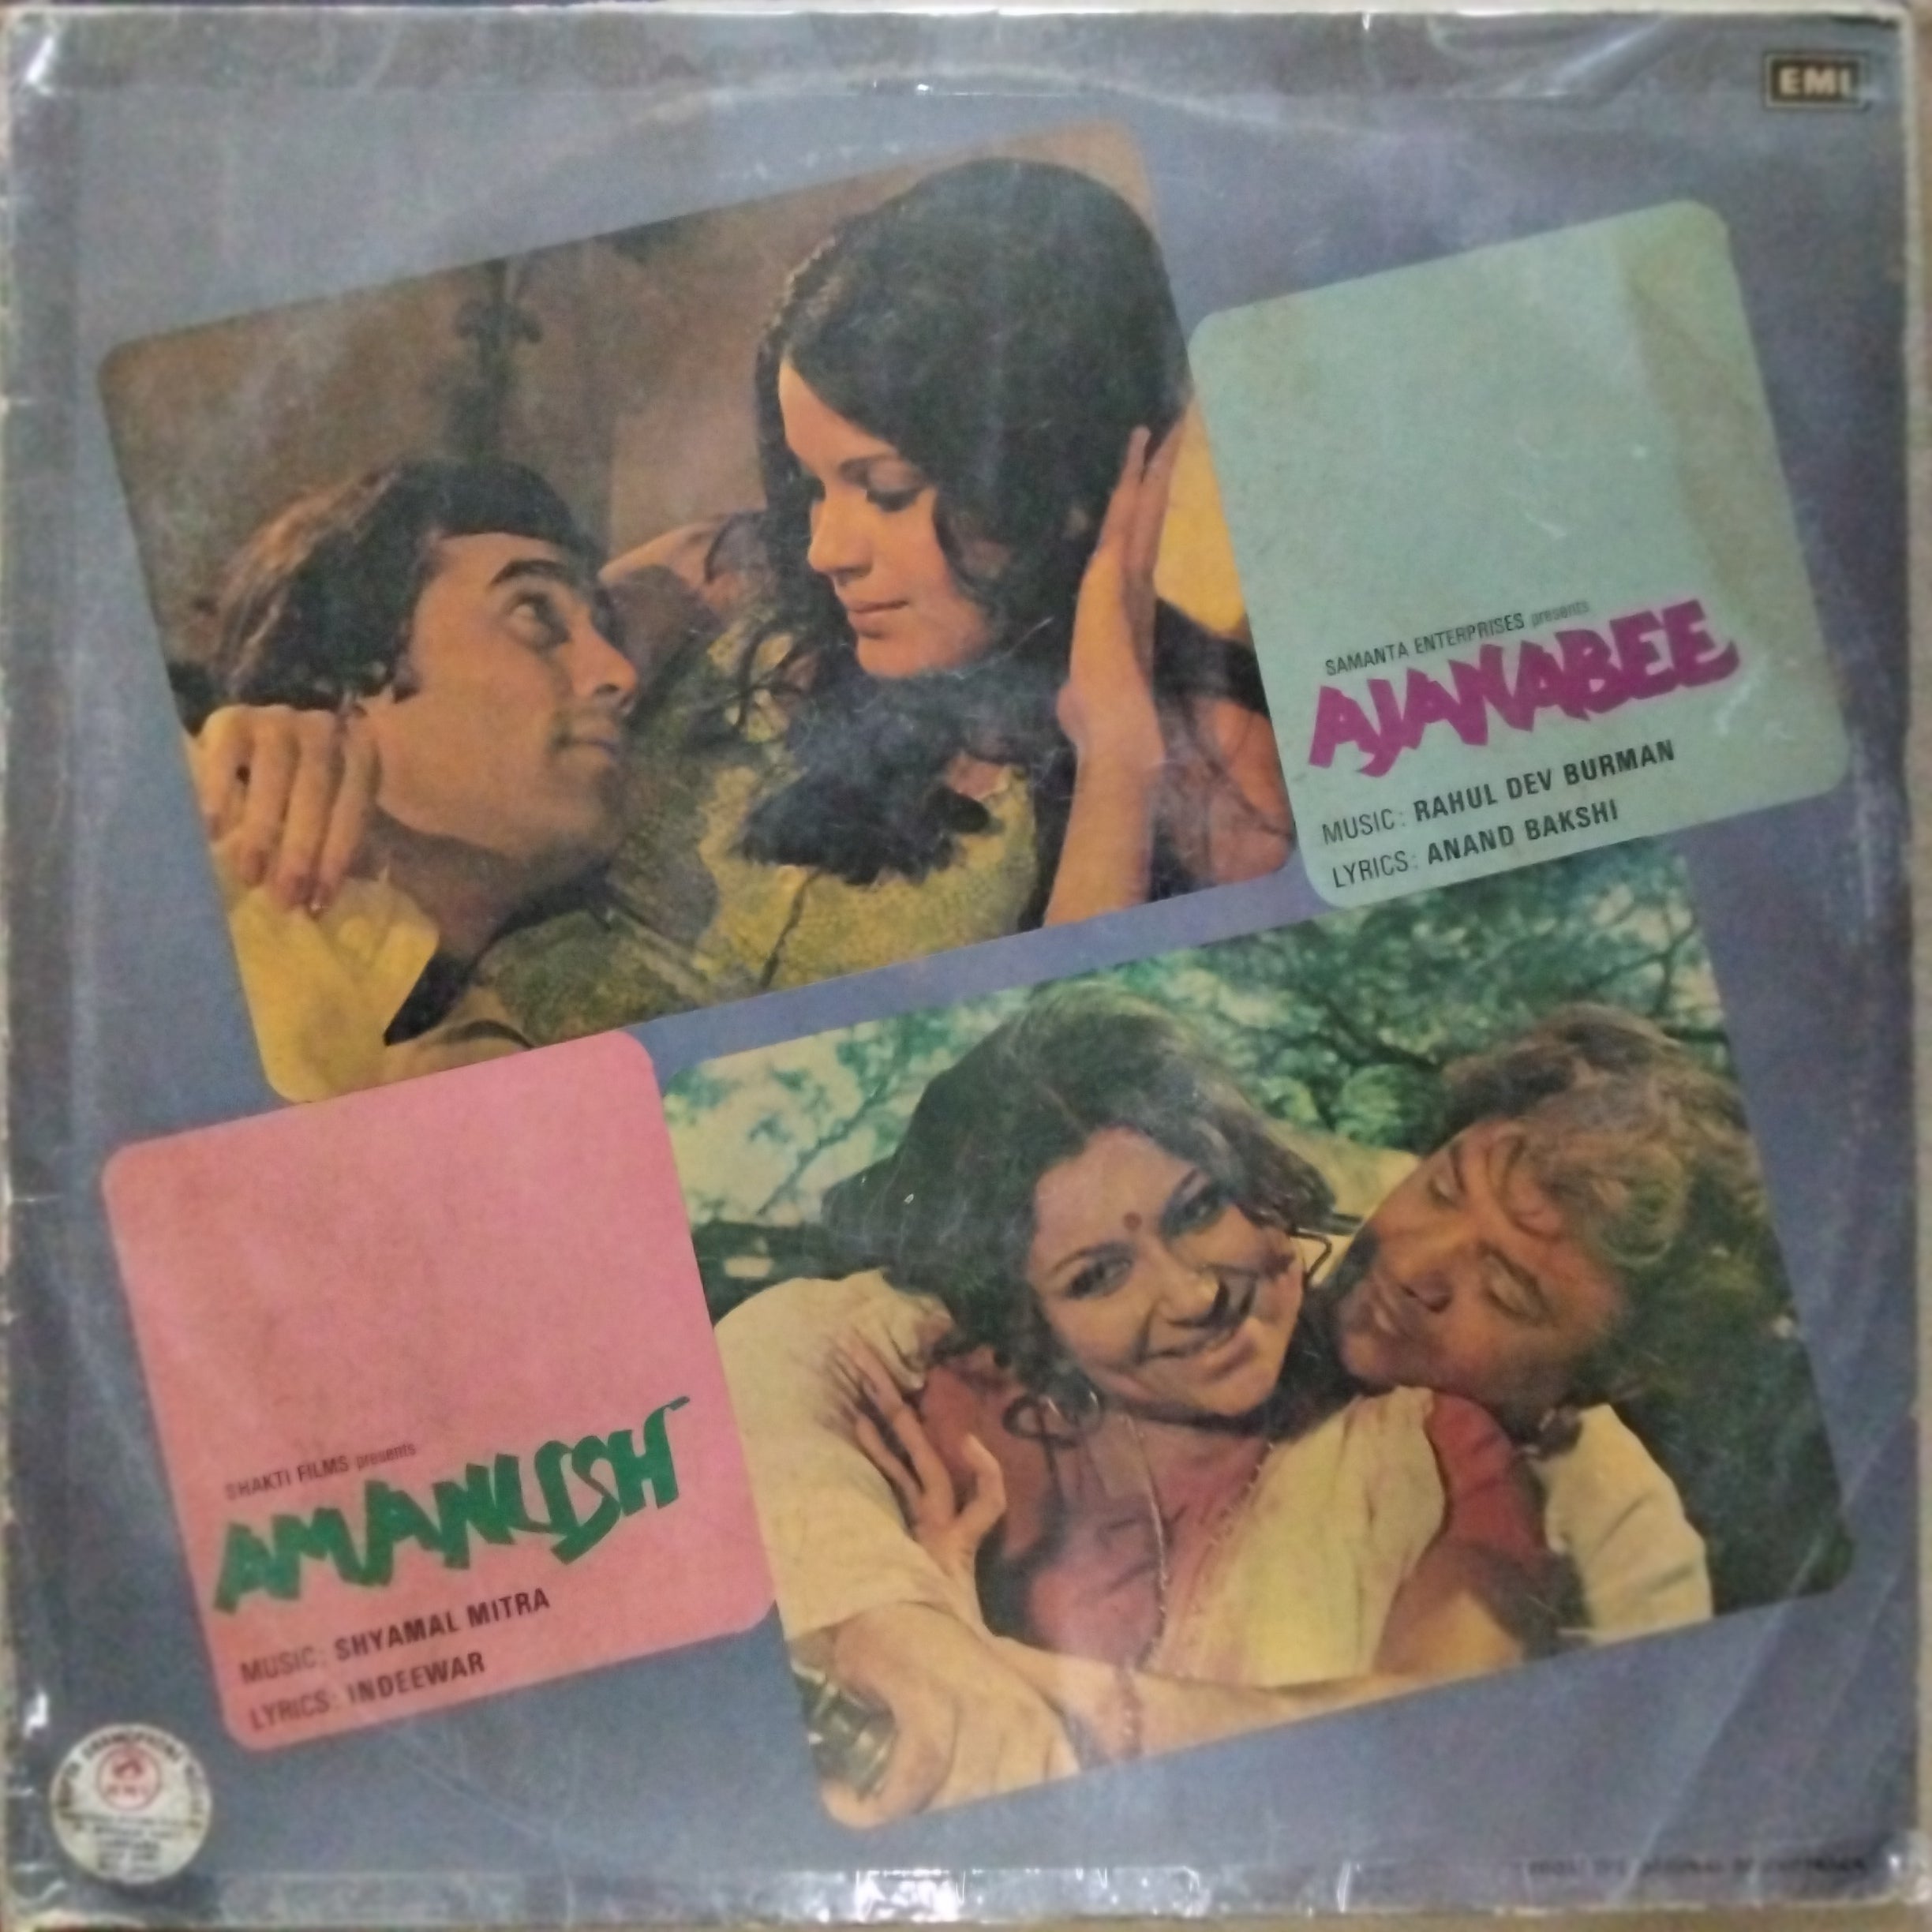 EMI
SAMANTA ENTERPRISES presents
AJANABEE
MUSIC: RAHUL DEV BURMAN
LYRICS: ANAND BAKSHI
SHAKTI FILMS presents
AMANUSH
MUSIC: SHYAMAL MITRA
LYRICS: INDEEWAR